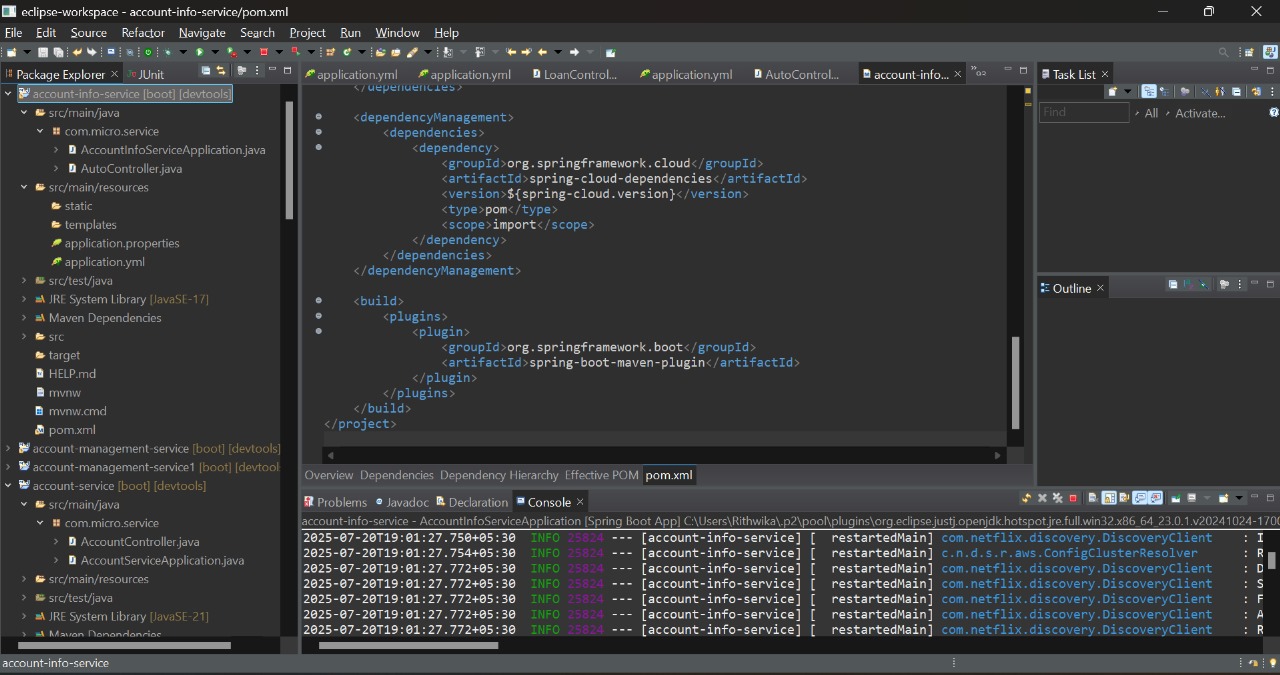 eclipse-workspace - account-info-service/pom.xml
File Edit Source Refactor Navigate Search Project Run Window Help
Package Explorer JUnit
account-info-service [boot] [devtools]
src/main/java
com.micro.service
AccountInfoServiceApplication.java
AutoController.java
src/main/resources
static
templates
application.properties
application.yml
src/test/java
JRE System Library [JavaSE-17]
Maven Dependencies
src
target
HELP.md
mvnw
mvnw.cmd
pom.xml
account-management-service [boot] [devtools]
account-management-service1 [boot] [devtool
account-service [boot] [devtools]
src/main/java
com.micro.service
AccountController.java
AccountServiceApplication.java
src/main/resources
src/test/java
JRE System Library [JavaSE-21]
Maven Dependencies
application.yml application.yml LoanControl... application.yml AutoControl... account-info...
</dependencies>
<dependencyManagement>
<dependencies>
<dependency>
<groupId>org.springframework.cloud</groupId>
<artifactId>spring-cloud-dependencies</artifactId>
<version>${spring-cloud.version}</version>
<type>pom</type>
<scope>import</scope>
</dependency>
</dependencies>
</dependencyManagement>
<build>
<plugins>
<plugin>
<groupId>org.springframework.boot</groupId>
<artifactId>spring-boot-maven-plugin</artifactId>
</plugin>
</plugins>
</build>
</project>
Overview Dependencies Dependency Hierarchy Effective POM pom.xml
Task List
Find All Activate...
Outline
Problems Javadoc Declaration Console
account-info-service - AccountInfoServiceApplication [Spring Boot App] C:\Users\Rithwika\.p2\pool\plugins\org.eclipse.justj.openjdk.hotspot.jre.full.win32.x86_64_23.0.1.v20241024-1700
2025-07-20T19:01:27.750+05:30 INFO 25824 --- [account-info-service] [ restartedMain] com.netflix.discovery.DiscoveryClient : I
2025-07-20T19:01:27.754+05:30 INFO 25824 --- [account-info-service] [ restartedMain] c.n.d.s.r.aws.ConfigClusterResolver : R
2025-07-20T19:01:27.772+05:30 INFO 25824 --- [account-info-service] [ restartedMain] com.netflix.discovery.DiscoveryClient : D
2025-07-20T19:01:27.772+05:30 INFO 25824 --- [account-info-service] [ restartedMain] com.netflix.discovery.DiscoveryClient : S
2025-07-20T19:01:27.772+05:30 INFO 25824 --- [account-info-service] [ restartedMain] com.netflix.discovery.DiscoveryClient : F
2025-07-20T19:01:27.772+05:30 INFO 25824 --- [account-info-service] [ restartedMain] com.netflix.discovery.DiscoveryClient : A
2025-07-20T19:01:27.772+05:30 INFO 25824 --- [account-info-service] [ restartedMain] com.netflix.discovery.DiscoveryClient : R
account-info-service